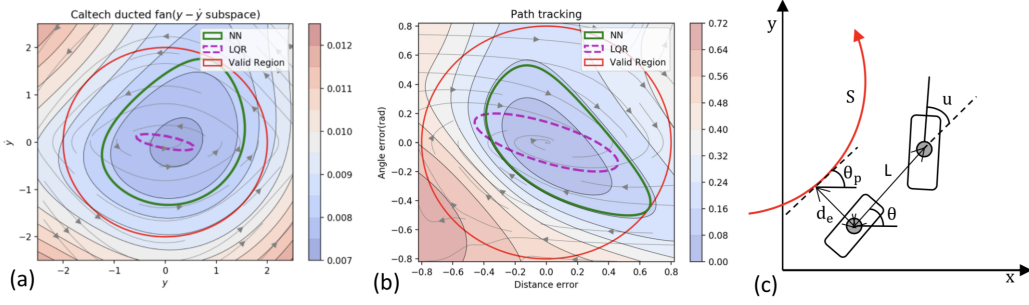 Caltech ducted fan(y − ẏ subspace)
NN
LQR
Valid Region
2
1
0
−1
−2
ẏ
−2
−1
0
1
2
y
0.012
0.011
0.010
0.009
0.008
0.007
(a)
Path tracking
NN
LQR
Valid Region
0.8
0.6
0.4
0.2
0.0
−0.2
−0.4
−0.6
−0.8
Angle error(rad)
−0.8
−0.6
−0.4
−0.2
0.0
0.2
0.4
0.6
0.8
Distance error
0.72
0.64
0.56
0.48
0.40
0.32
0.24
0.16
0.08
0.00
(b)
y
S
u
θp
L
de
θ
x
(c)